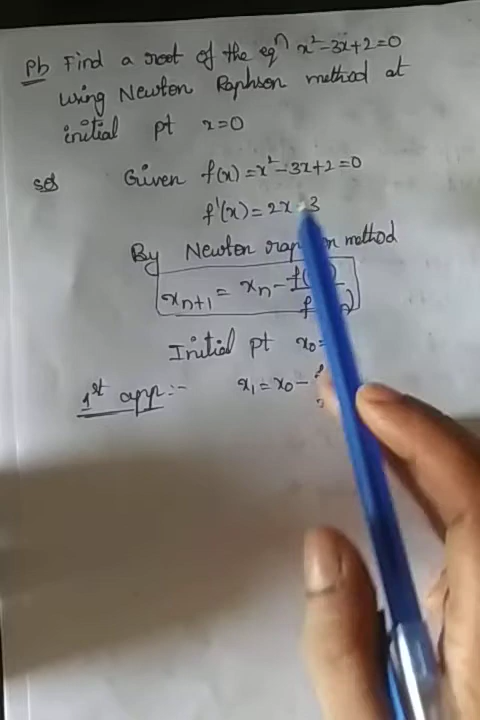 Pb Find a root of the eqⁿ x²-3x+2=0
using Newton Raphson method at
initial pt x=0
sol Given f(x)=x²-3x+2=0
f'(x)=2x-3
By Newton method
xₙ₊₁ = xₙ-
Initial pt x₀=
1st app:- x₁=x₀-